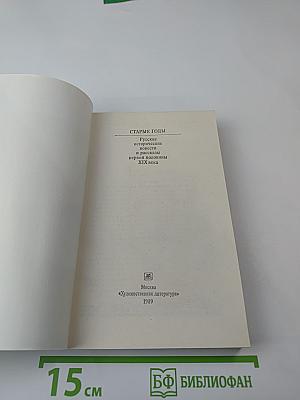 СТАРЫЕ ГОДЫ
Русские
исторические
повести
и рассказы
первой половины
XIX века
Москва
«Художественная литература»
1989
15 см
БФ БИБЛИОФАН